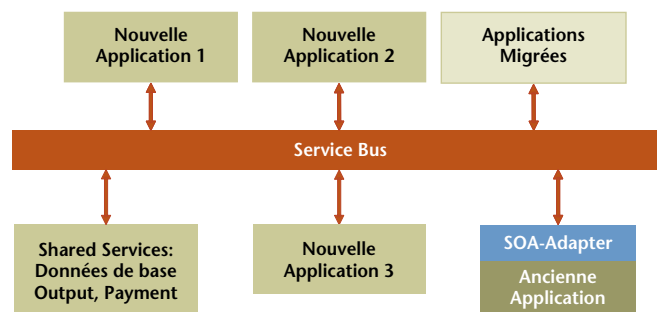 Nouvelle
Application 1
Nouvelle
Application 2
Applications
Migrées
Service Bus
Shared Services:
Données de base
Output, Payment
Nouvelle
Application 3
SOA-Adapter
Ancienne
Application